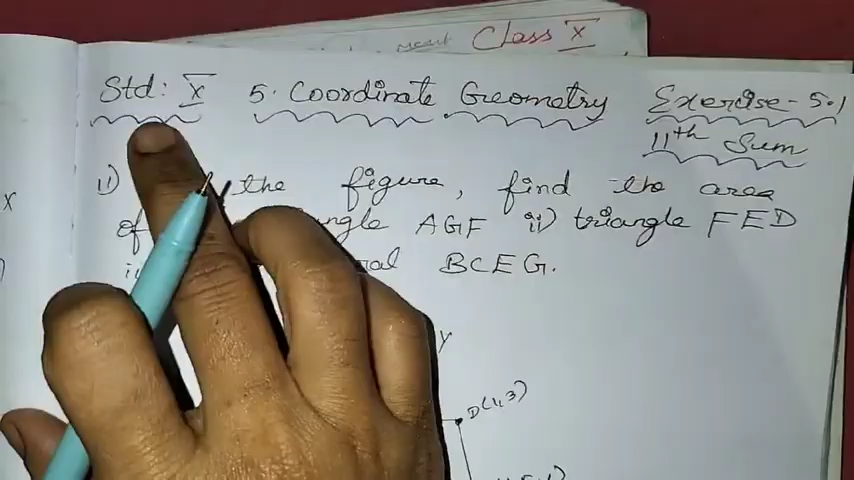 Class X
Std: X 5. Coordinate Geometry Exercise - 5.1
11th Sum
11) the figure, find the area
of AGF ii) triangle FED
BCEG.
X
Y
D(1,3)